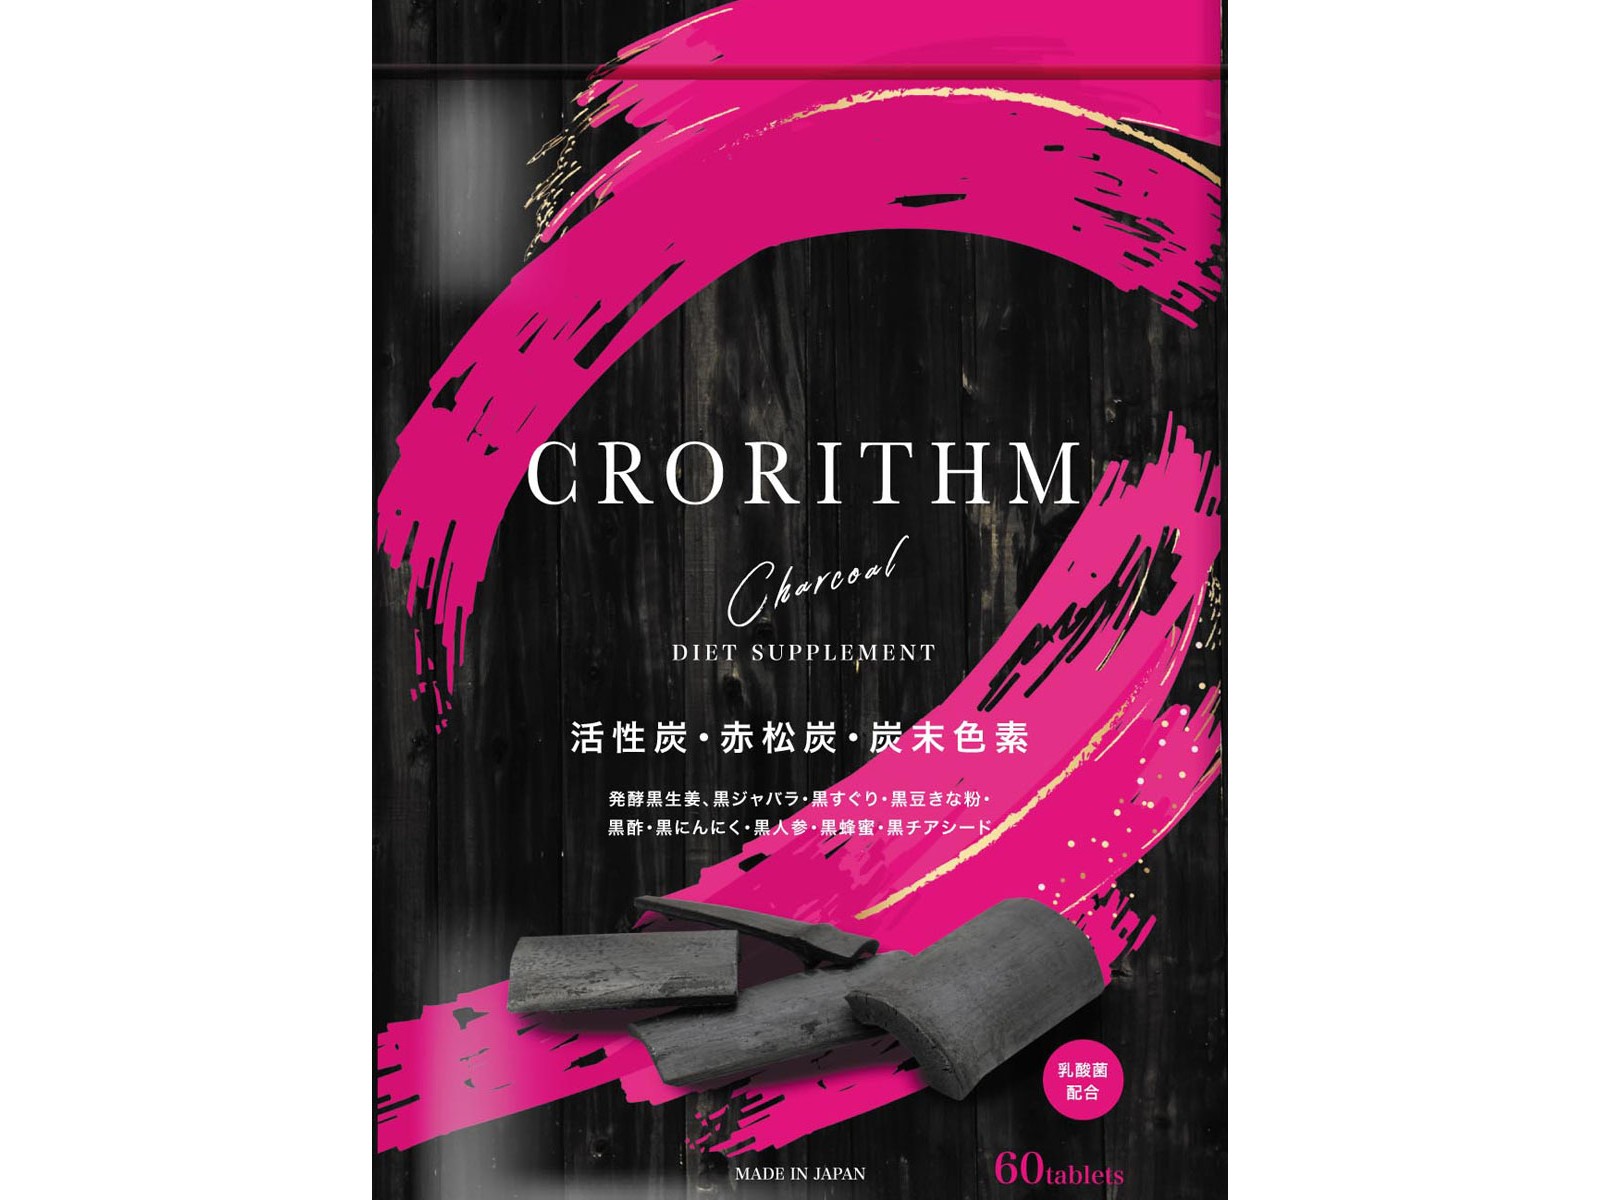 CRORITHM
Charcoal
DIET SUPPLEMENT
活性炭・赤松炭・炭末色素
発酵黒生姜、黒ジャバラ・黒すぐり・黒豆きな粉・
黒酢・黒にんにく・黒人参・黒蜂蜜・黒チアシード
乳酸菌
配合
MADE IN JAPAN
60tablets